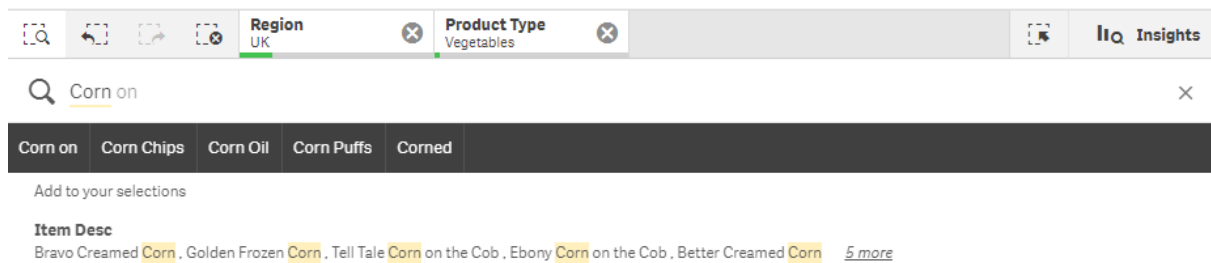 Region
UK
Product Type
Vegetables
Insights
Corn on
Corn on Corn Chips Corn Oil Corn Puffs Corned
Add to your selections
Item Desc
Bravo Creamed Corn , Golden Frozen Corn , Tell Tale Corn on the Cob , Ebony Corn on the Cob , Better Creamed Corn 5 more